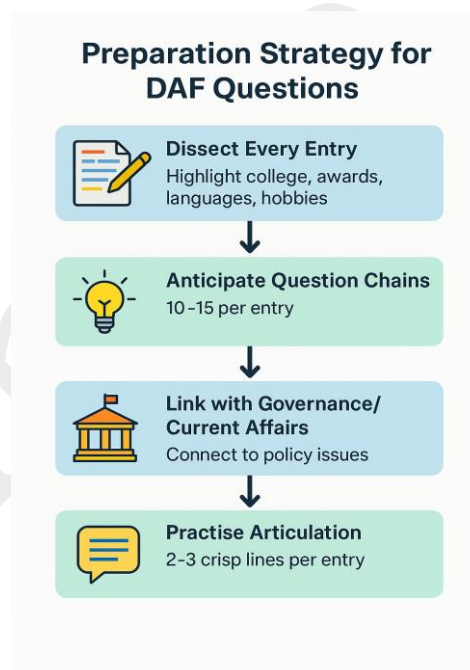 Preparation Strategy for
DAF Questions
Dissect Every Entry
Highlight college, awards,
languages, hobbies
Anticipate Question Chains
10-15 per entry
Link with Governance/
Current Affairs
Connect to policy issues
Practise Articulation
2-3 crisp lines per entry